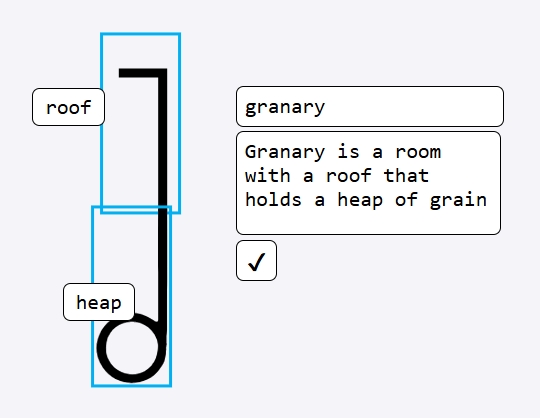 roof
granary
Granary is a room
with a roof that
holds a heap of grain
✓
heap